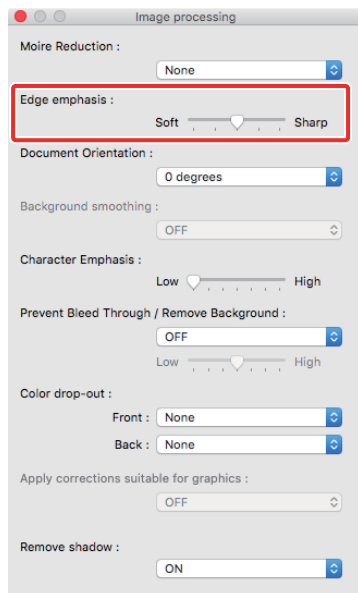 Image processing
Moire Reduction :
None
Edge emphasis :
Soft Sharp
Document Orientation :
0 degrees
Background smoothing :
OFF
Character Emphasis :
Low High
Prevent Bleed Through / Remove Background :
OFF
Low High
Color drop-out :
Front : None
Back : None
Apply corrections suitable for graphics :
OFF
Remove shadow :
ON